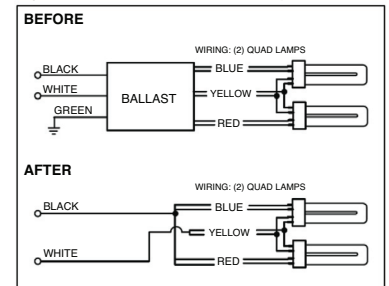 BEFORE
WIRING: (2) QUAD LAMPS
BLACK
BLUE
WHITE
BALLAST
YELLOW
GREEN
RED
AFTER
WIRING: (2) QUAD LAMPS
BLACK
BLUE
YELLOW
WHITE
RED